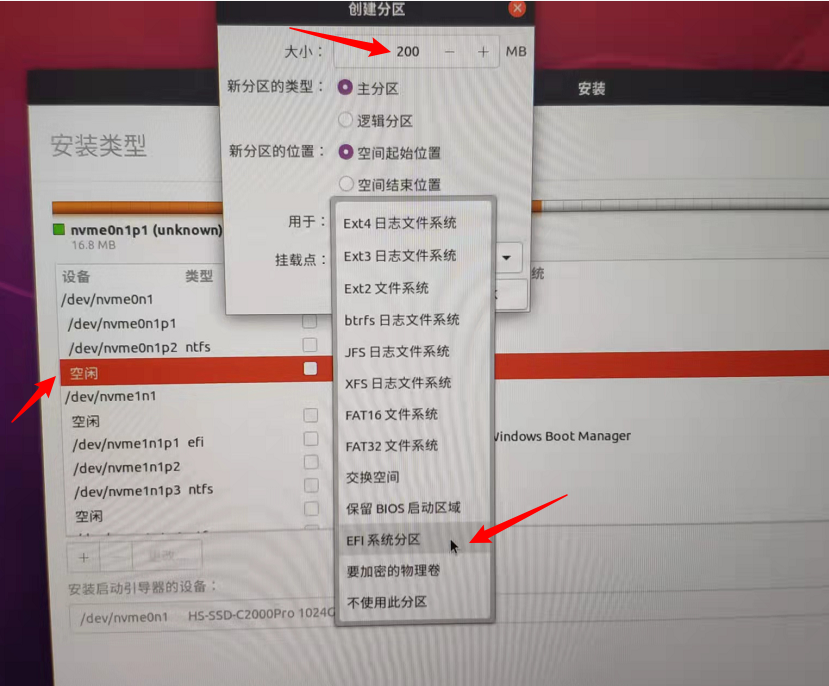 创建分区
大小： 200 － ＋ MB
安装
新分区的类型： 主分区
逻辑分区
安装类型
新分区的位置： 空间起始位置
空间结束位置
用于：
Ext4 日志文件系统
nvme0n1p1 (unknown)
16.8 MB
挂载点：
Ext3 日志文件系统
设备 类型 统
Ext2 文件系统
/dev/nvme0n1
btrfs 日志文件系统
/dev/nvme0n1p1
/dev/nvme0n1p2 ntfs
JFS 日志文件系统
空闲
XFS 日志文件系统
/dev/nvme1n1
FAT16 文件系统
空闲
/dev/nvme1n1p1 efi
FAT32 文件系统
Windows Boot Manager
/dev/nvme1n1p2
交换空间
/dev/nvme1n1p3 ntfs
保留 BIOS 启动区域
空闲
EFI 系统分区
＋ － 更改
要加密的物理卷
安装启动引导器的设备：
不使用此分区
/dev/nvme0n1 HS-SSD-C2000Pro 1024G